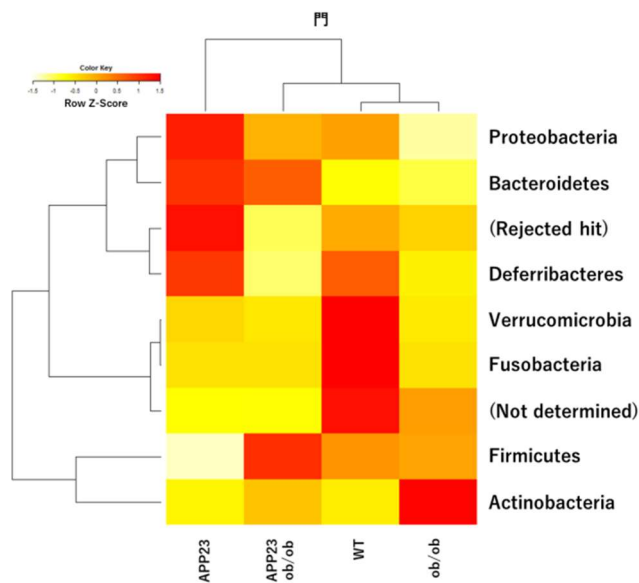 門
Color Key
-1.5 -1 -0.5 0 0.5 1 1.5
Row Z-Score
Proteobacteria
Bacteroidetes
(Rejected hit)
Deferribacteres
Verrucomicrobia
Fusobacteria
(Not determined)
Firmicutes
Actinobacteria
APP23
APP23
ob/ob
WT
ob/ob